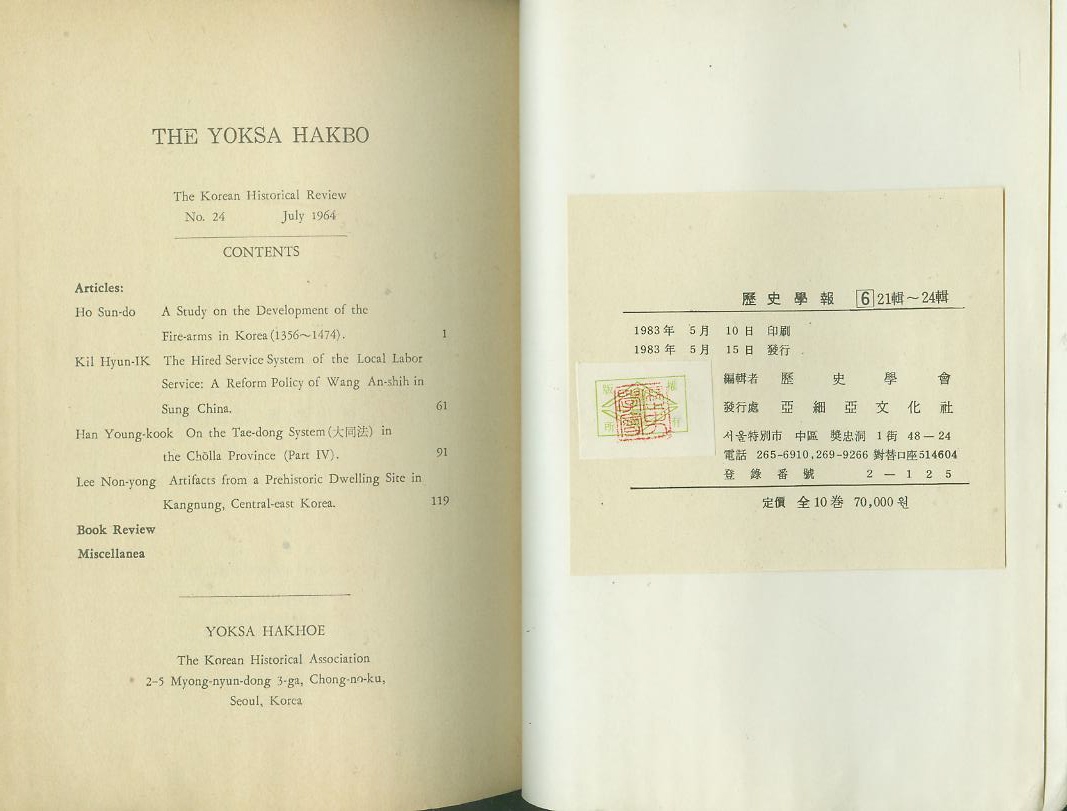 THE YOKSA HAKBO
The Korean Historical Review
No. 24 July 1964
CONTENTS
Articles:
Ho Sun-do A Study on the Development of the
Fire-arms in Korea (1356~1474). 1
Kil Hyun-IK The Hired Service System of the Local Labor
Service: A Reform Policy of Wang An-shih in
Sung China. 61
Han Young-kook On the Tae-dong System (大同法) in
the Chŏlla Province (Part IV). 91
Lee Non-yong Artifacts from a Prehistoric Dwelling Site in
Kangnung, Central-east Korea. 119
Book Review
Miscellanea
YOKSA HAKHOE
The Korean Historical Association
2-5 Myong-nyun-dong 3-ga, Chong-no-ku,
Seoul, Korea
歷史學報 6 21輯~24輯
1983年 5月 10日 印刷
1983年 5月 15日 發行
編輯者 歷史學會
發行處 亞細亞文化社
서울特別市 中區 奬忠洞 1街 48-24
電話 265-6910, 269-9266 對替口座514604
登錄番號 2-125
定價 全10巻 70,000원
版權
所有